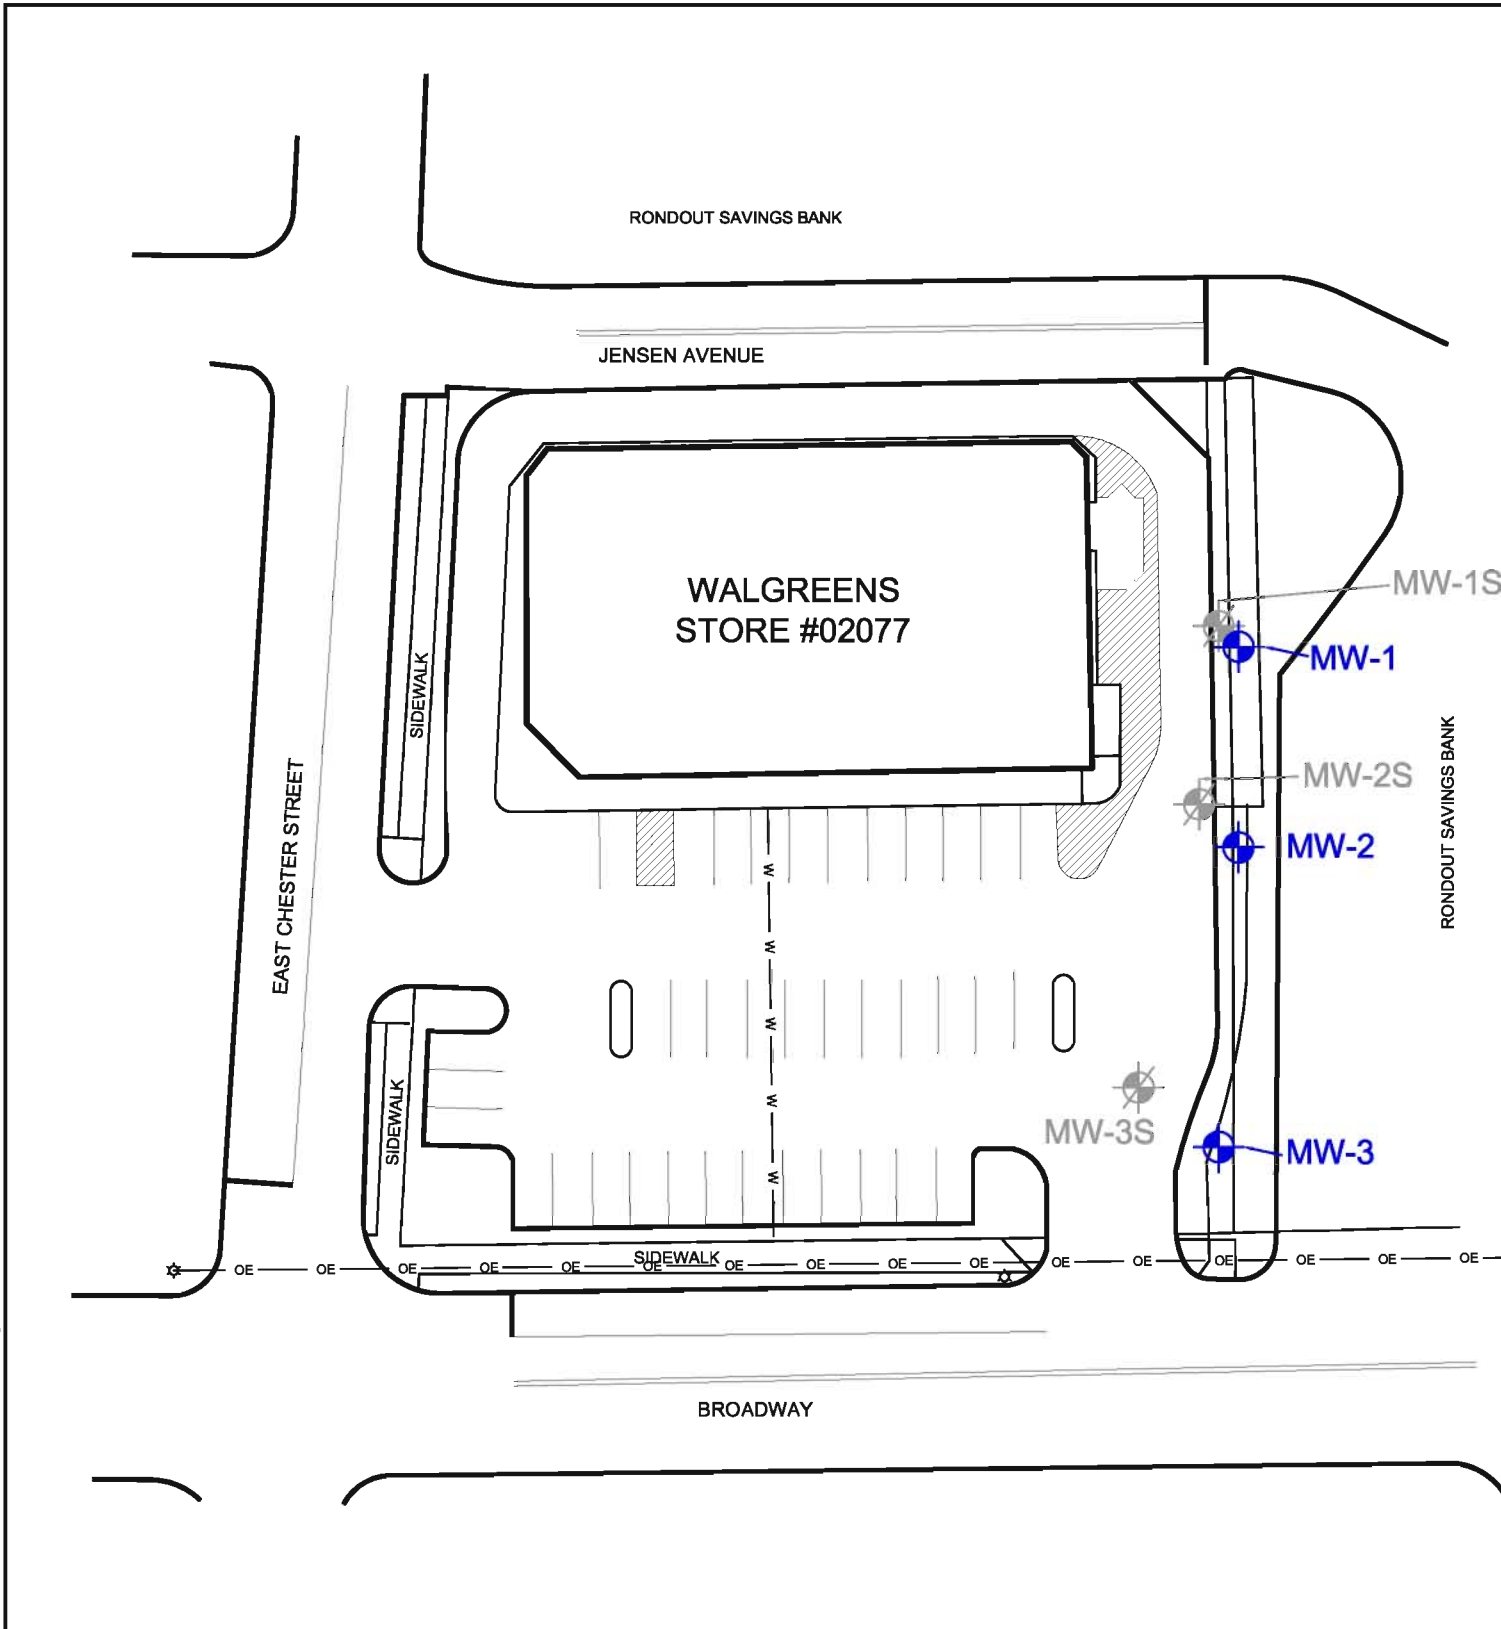 RONDOUT SAVINGS BANK
JENSEN AVENUE
WALGREENS
STORE #02077
MW-1S
MW-1
SIDEWALK
EAST CHESTER STREET
MW-2S
MW-2
RONDOUT SAVINGS BANK
W
W
W
W
W
SIDEWALK
MW-3S
MW-3
SIDEWALK
OE OE OE OE OE OE OE OE OE OE OE OE OE OE OE OE
BROADWAY